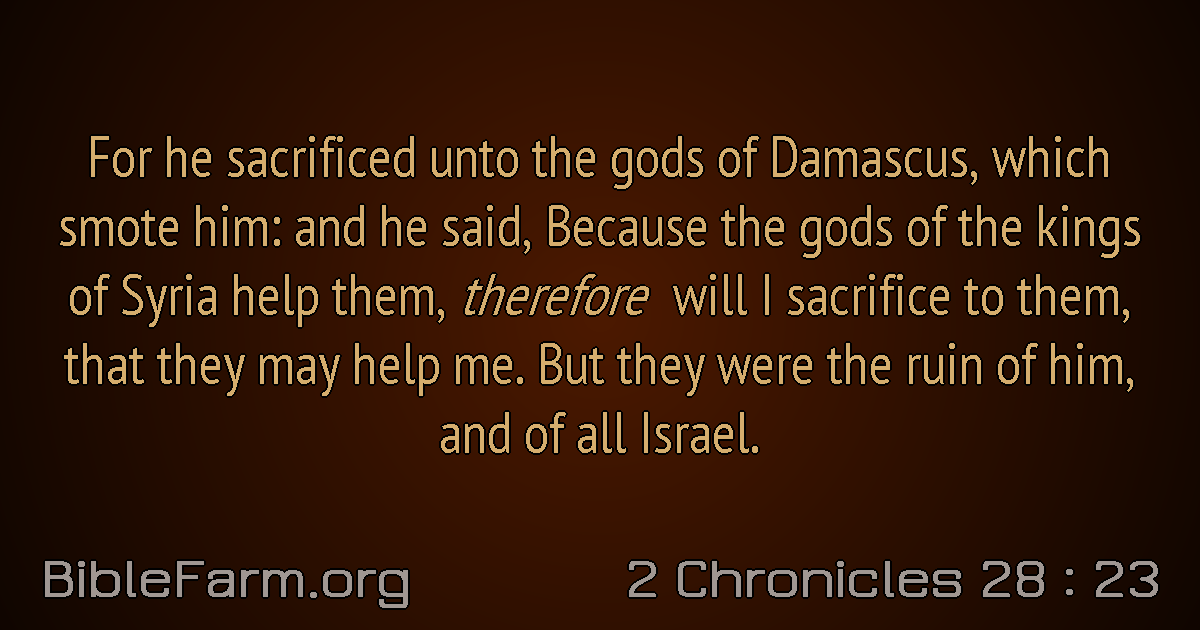 For he sacrificed unto the gods of Damascus, which
smote him: and he said, Because the gods of the kings
of Syria help them, therefore will I sacrifice to them,
that they may help me. But they were the ruin of him,
and of all Israel.
BibleFarm.org
2 Chronicles 28 : 23